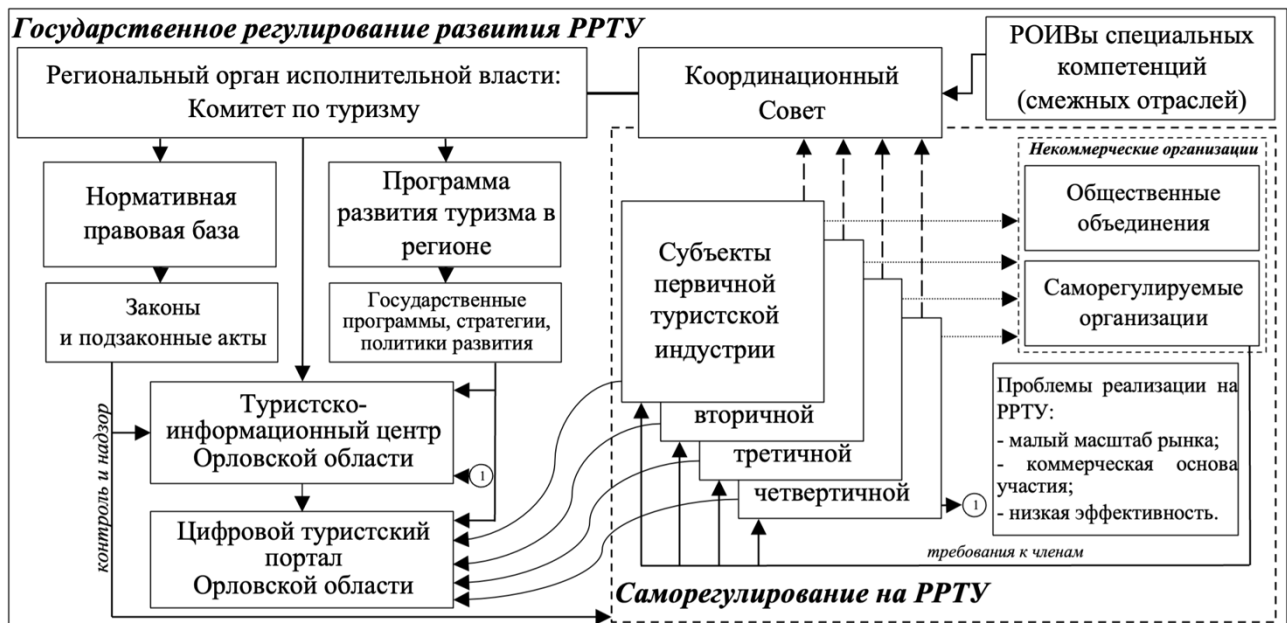 Государственное регулирование развития РРТУ
Региональный орган исполнительной власти:
Комитет по туризму
Координационный
Совет
РОИВы специальных
компетенций
(смежных отраслей)
Некоммерческие организации
Нормативная
правовая база
Программа
развития туризма в
регионе
Общественные
объединения
Субъекты
первичной
туристской
индустрии
Законы
и подзаконные акты
Государственные
программы, стратегии,
политики развития
Саморегулируемые
организации
Туристско-
информационный центр
Орловской области
1
вторичной
третичной
четвертичной
1
Проблемы реализации на
РРТУ:
- малый масштаб рынка;
- коммерческая основа
участия;
- низкая эффективность.
контроль и надзор
Цифровой туристский
портал
Орловской области
требования к членам
Саморегулирование на РРТУ